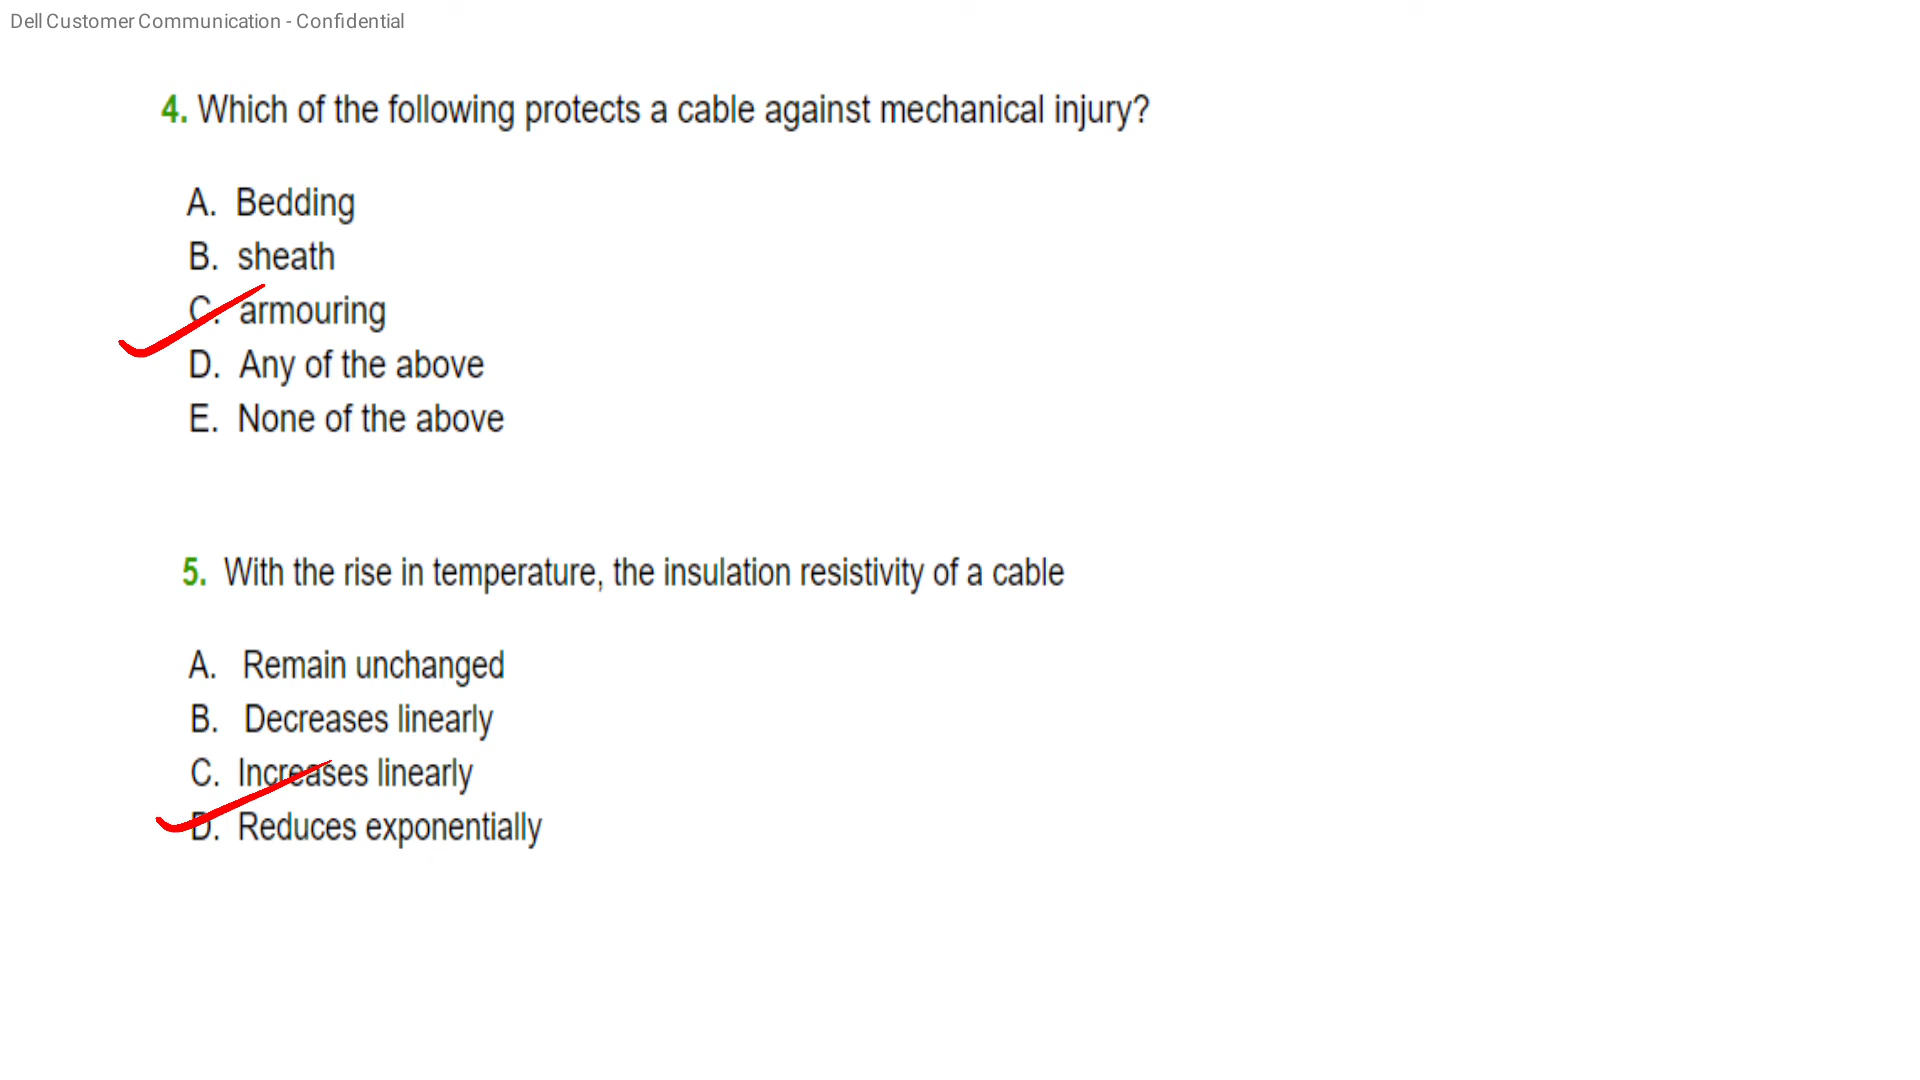 Dell Customer Communication - Confidential
4. Which of the following protects a cable against mechanical injury?
A. Bedding
B. sheath
C. armouring
D. Any of the above
E. None of the above
5. With the rise in temperature, the insulation resistivity of a cable
A. Remain unchanged
B. Decreases linearly
C. Increases linearly
D. Reduces exponentially